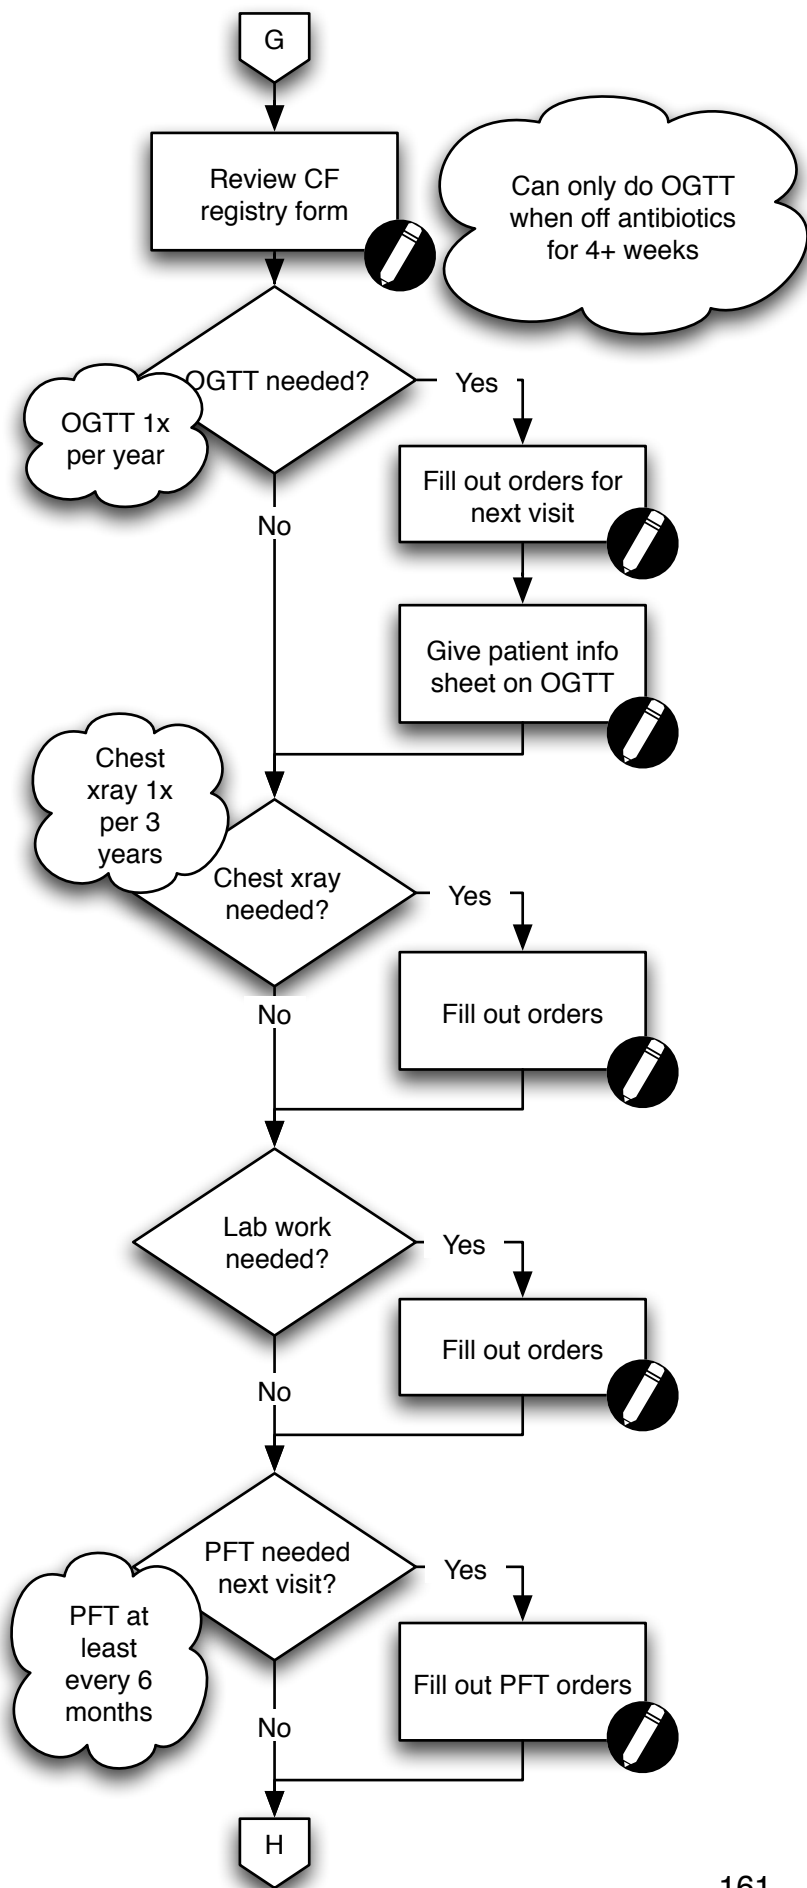 G
Review CF
registry form
Can only do OGTT
when off antibiotics
for 4+ weeks
OGTT needed?
Yes
OGTT 1x
per year
Fill out orders for
next visit
No
Give patient info
sheet on OGTT
Chest
xray 1x
per 3
years
Chest xray
needed?
Yes
Fill out orders
No
Lab work
needed?
Yes
Fill out orders
No
PFT needed
next visit?
Yes
PFT at
least
every 6
months
Fill out PFT orders
No
H
161